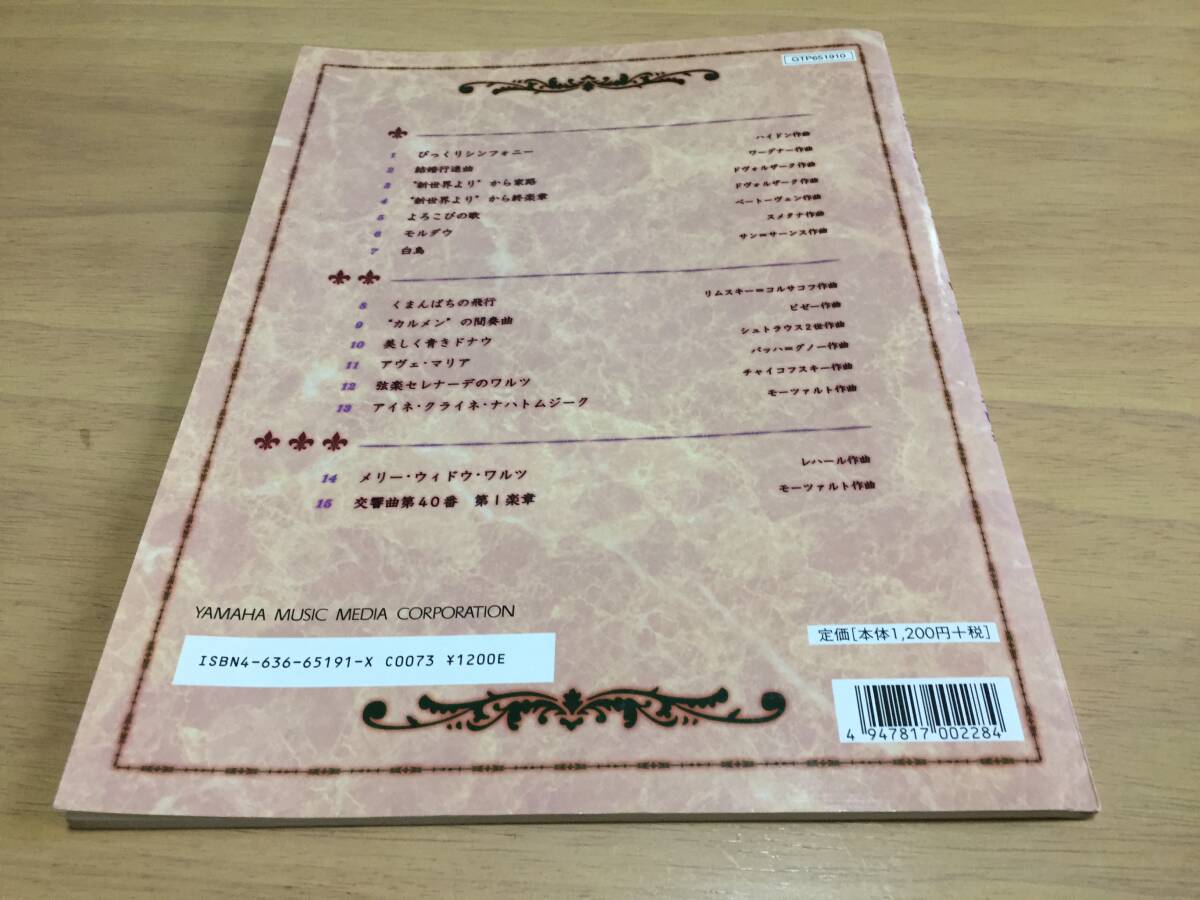 GTP651910
1 びっくりシンフォニー ハイドン作曲
2 結婚行進曲 ワーグナー作曲
3 "新世界より"から家路 ドヴォルザーク作曲
4 "新世界より"から終楽章 ドヴォルザーク作曲
5 よろこびの歌 ベートーヴェン作曲
6 モルダウ スメタナ作曲
7 白鳥 サン=サーンス作曲
8 くまんばちの飛行 リムスキー=コルサコフ作曲
9 "カルメン"の間奏曲 ビゼー作曲
10 美しく青きドナウ シュトラウス2世作曲
11 アヴェ・マリア バッハ=グノー作曲
12 弦楽セレナーデのワルツ チャイコフスキー作曲
13 アイネ・クライネ・ナハトムジーク モーツァルト作曲
14 メリー・ウィドウ・ワルツ レハール作曲
15 交響曲第40番 第1楽章 モーツァルト作曲
YAMAHA MUSIC MEDIA CORPORATION
定価[本体1,200円+税]
ISBN4-636-65191-X C0073 ¥1200E
4 947817 002284